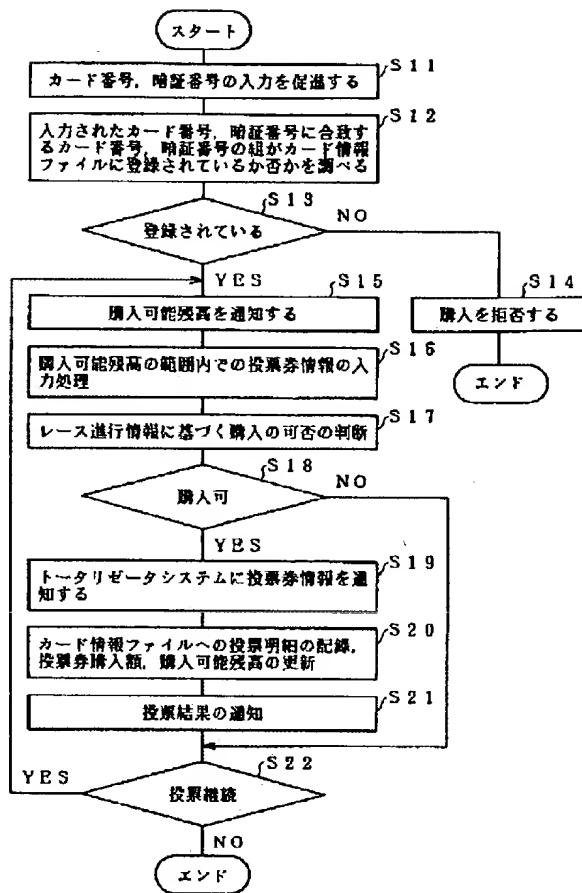 スタート
S11
カード番号，暗証番号の入力を促進する
S12
入力されたカード番号，暗証番号に合致す
るカード番号，暗証番号の組がカード情報
ファイルに登録されているか否かを調べる
S13
登録されている
NO
YES
S14
購入を拒否する
エンド
S15
購入可能残高を通知する
S16
購入可能残高の範囲内での投票券情報の入
力処理
S17
レース進行情報に基づく購入の可否の判断
S18
購入可
NO
YES
S19
トータリゼータシステムに投票券情報を通
知する
S20
カード情報ファイルへの投票明細の記録，
投票券購入額，購入可能残高の更新
S21
投票結果の通知
S22
YES
投票継続
NO
エンド